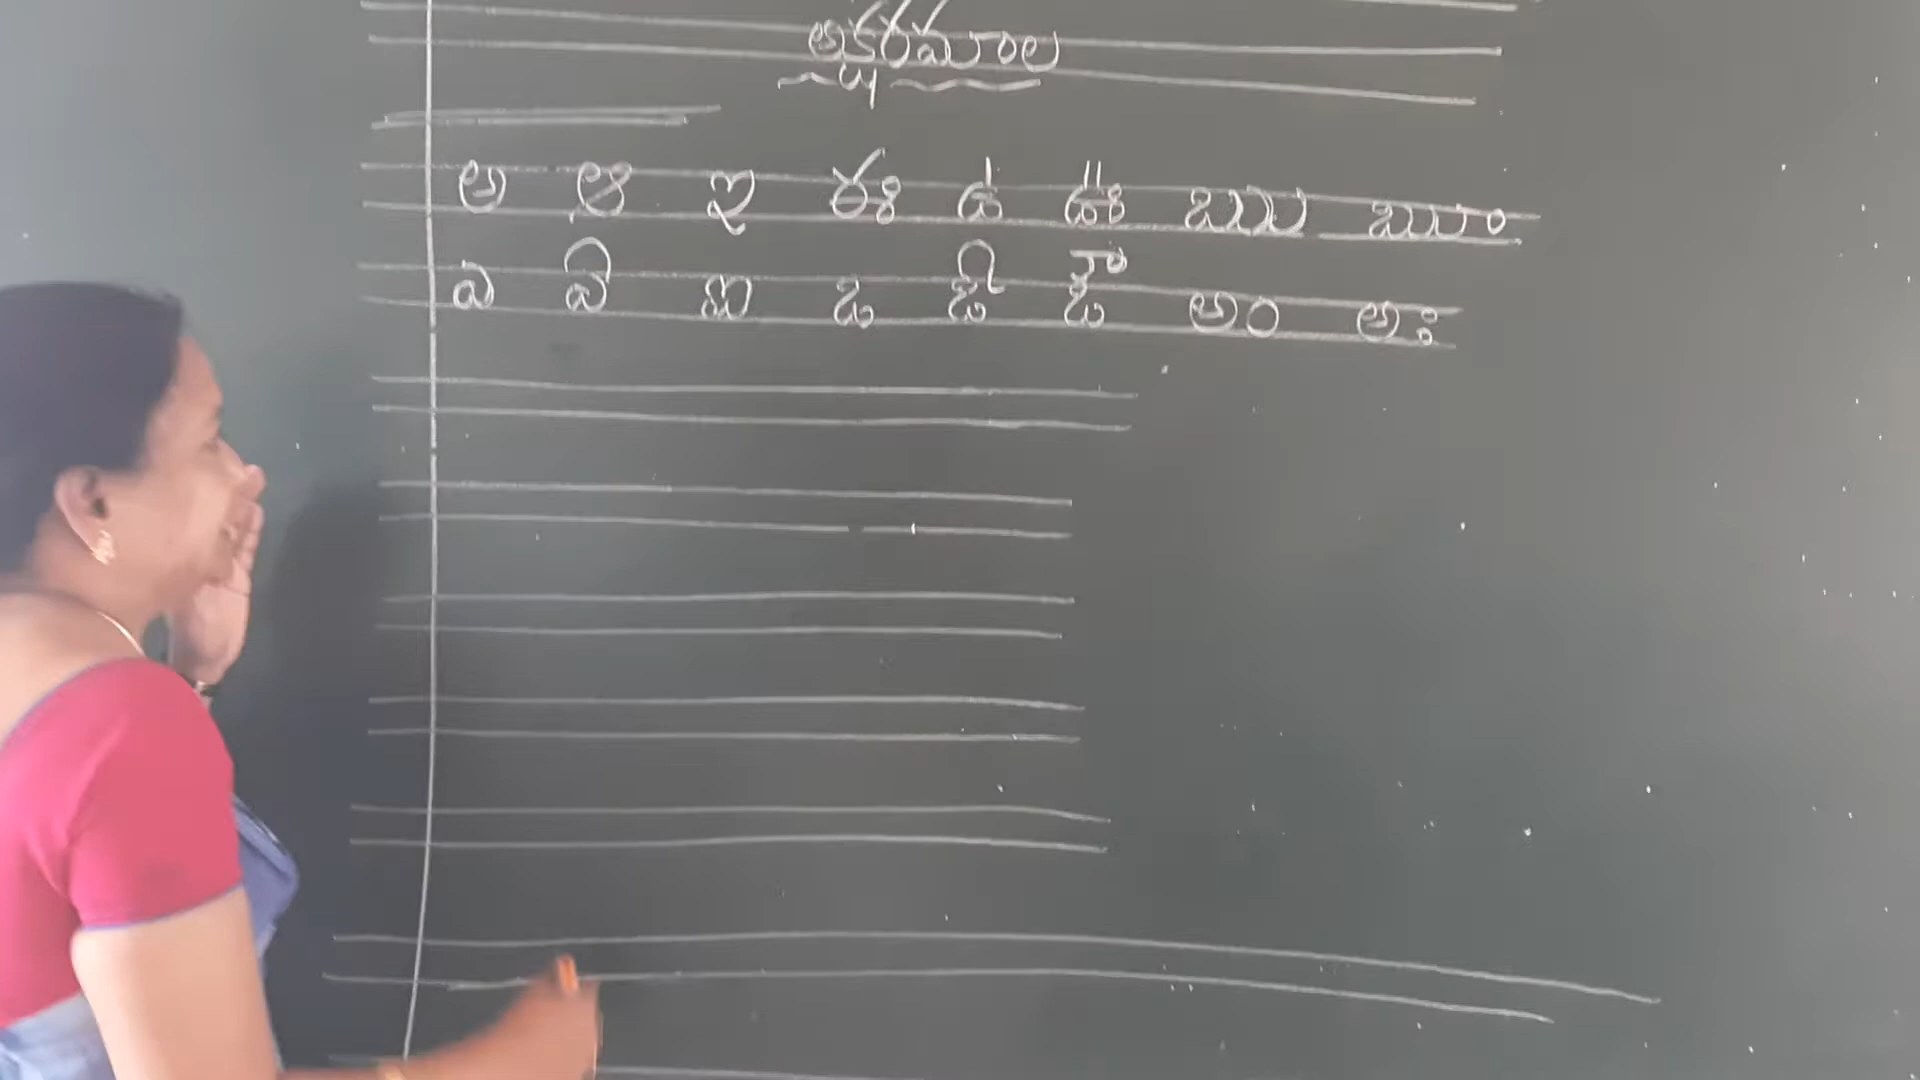 అక్షరమాల
అ ఆ ఇ ఈ ఉ ఊ ఋ ౠ
ఎ ఏ ఐ ఒ ఓ ఔ అం అః